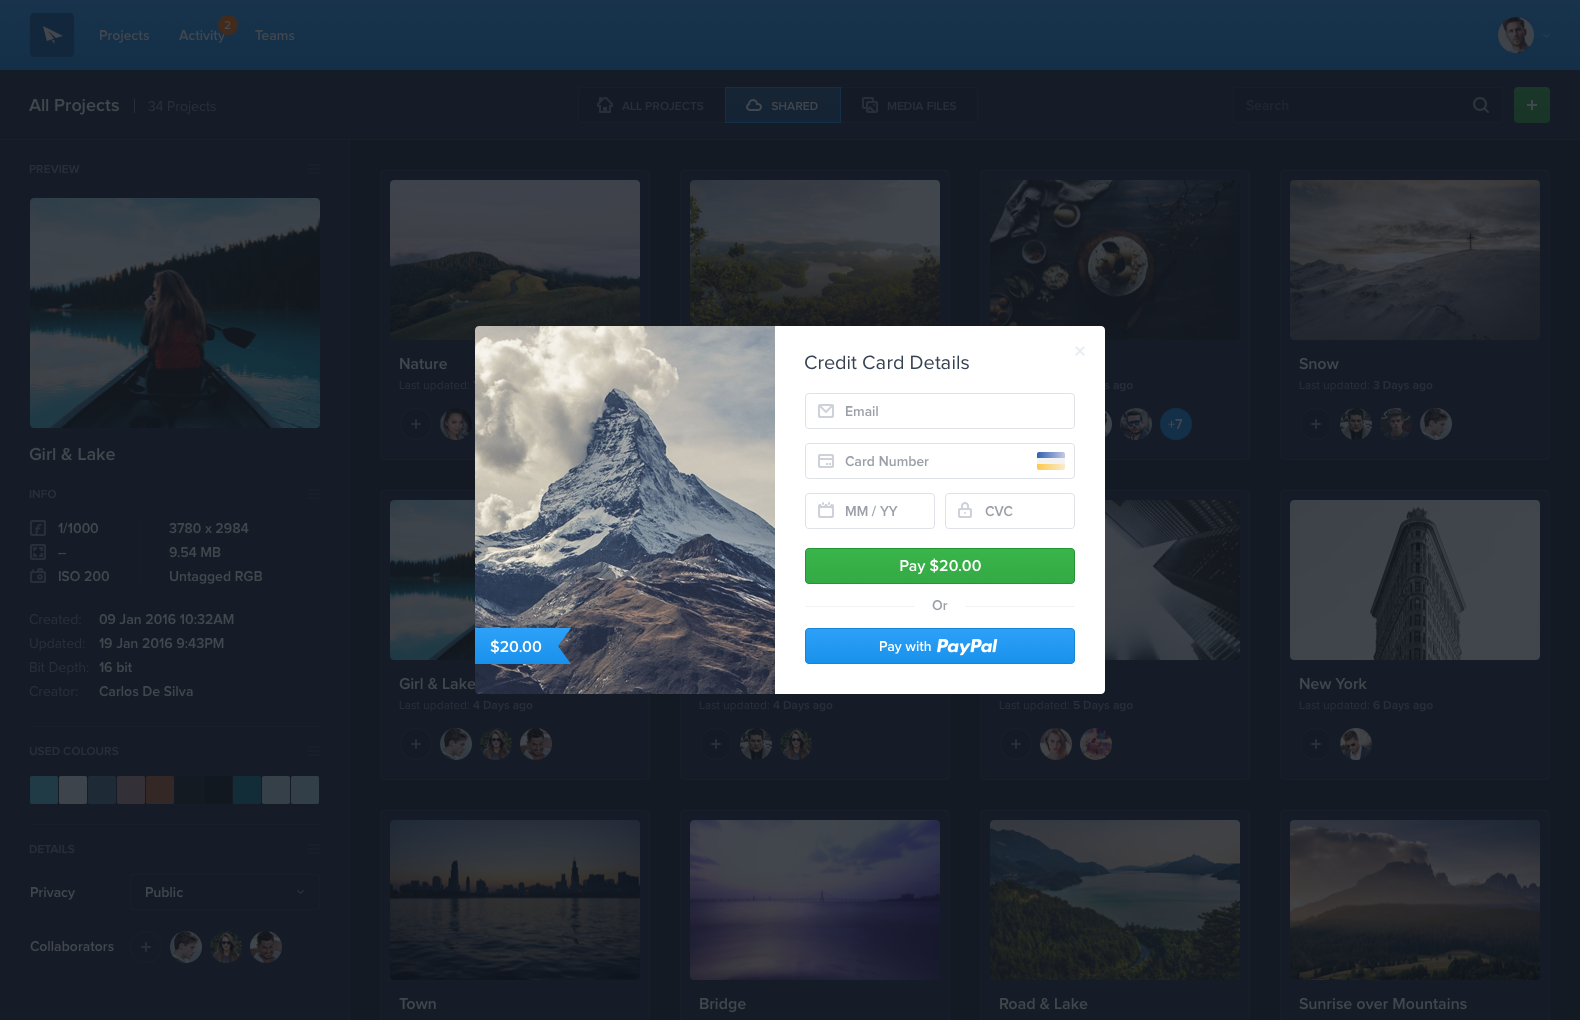 Projects
Activity
2
Teams
All Projects
34 Projects
ALL PROJECTS
SHARED
MEDIA FILES
Search
+
PREVIEW
Girl & Lake
INFO
1/1000
3780 x 2984
--
9.54 MB
ISO 200
Untagged RGB
Created: 09 Jan 2016 10:32AM
Updated: 19 Jan 2016 9:43PM
Bit Depth: 16 bit
Creator: Carlos De Silva
USED COLOURS
DETAILS
Privacy
Public
Collaborators
+
Nature
Last updated:
+
ago
+7
Snow
Last updated: 3 Days ago
+
Credit Card Details
Email
Card Number
MM / YY
CVC
Pay $20.00
Or
Pay with PayPal
$20.00
Girl & Lake
Last updated: 4 Days ago
+
Last updated: 4 Days ago
+
Last updated: 5 Days ago
+
New York
Last updated: 6 Days ago
+
Town
Bridge
Road & Lake
Sunrise over Mountains